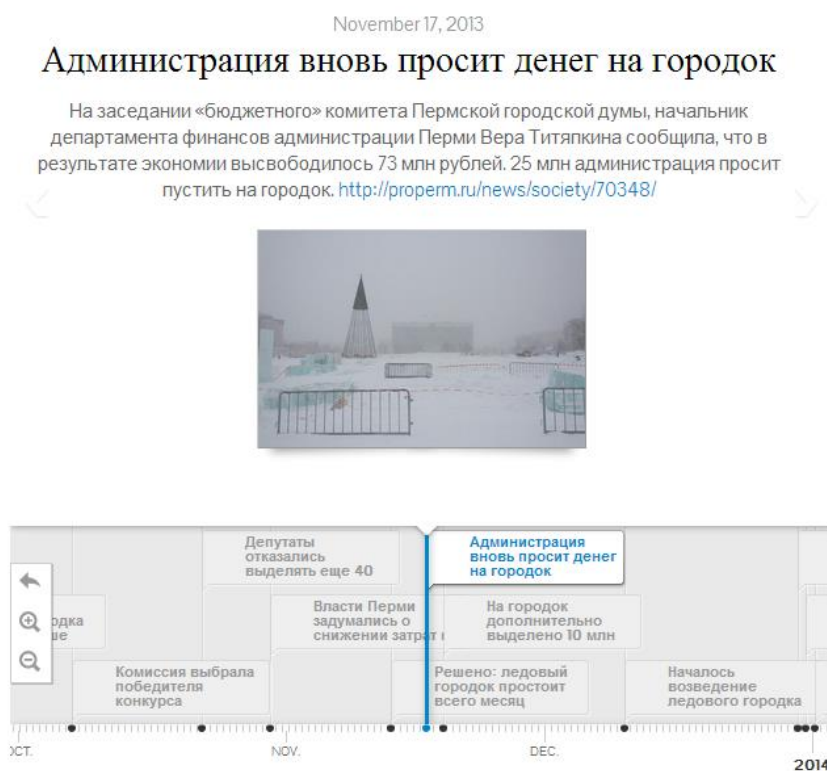 November 17, 2013
Администрация вновь просит денег на городок
На заседании «бюджетного» комитета Пермской городской думы, начальник
департамента финансов администрации Перми Вера Титяпкина сообщила, что в
результате экономии высвободилось 73 млн рублей. 25 млн администрация просит
пустить на городок. http://properm.ru/news/society/70348/
Депутаты
отказались
выделять еще 40
Администрация
вновь просит денег
на городок
Власти Перми
задумались о
снижении затрат
На городок
дополнительно
выделено 10 млн
Комиссия выбрала
победителя
конкурса
Решено: ледовый
городок простоит
всего месяц
Началось
возведение
ледового городка
NOV.
DEC.
2014